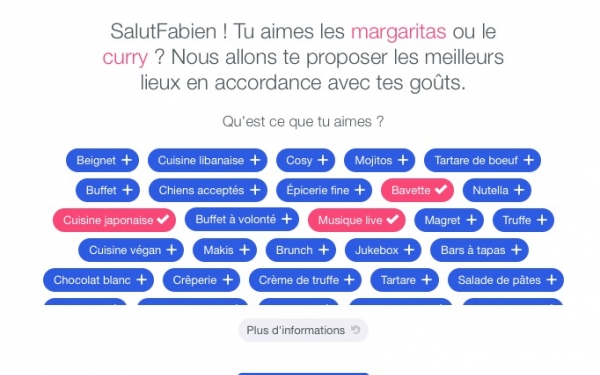 SalutFabien ! Tu aimes les margaritas ou le
curry ? Nous allons te proposer les meilleurs
lieux en accordance avec tes goûts.
Qu'est ce que tu aimes ?
Beignet + Cuisine libanaise + Cosy + Mojitos + Tartare de boeuf +
Buffet + Chiens acceptés + Épicerie fine + Bavette ✓ Nutella +
Cuisine japonaise ✓ Buffet à volonté + Musique live ✓ Magret + Truffe +
Cuisine végan + Makis + Brunch + Jukebox + Bars à tapas +
Chocolat blanc + Crêperie + Crème de truffe + Tartare + Salade de pâtes +
Plus d'informations